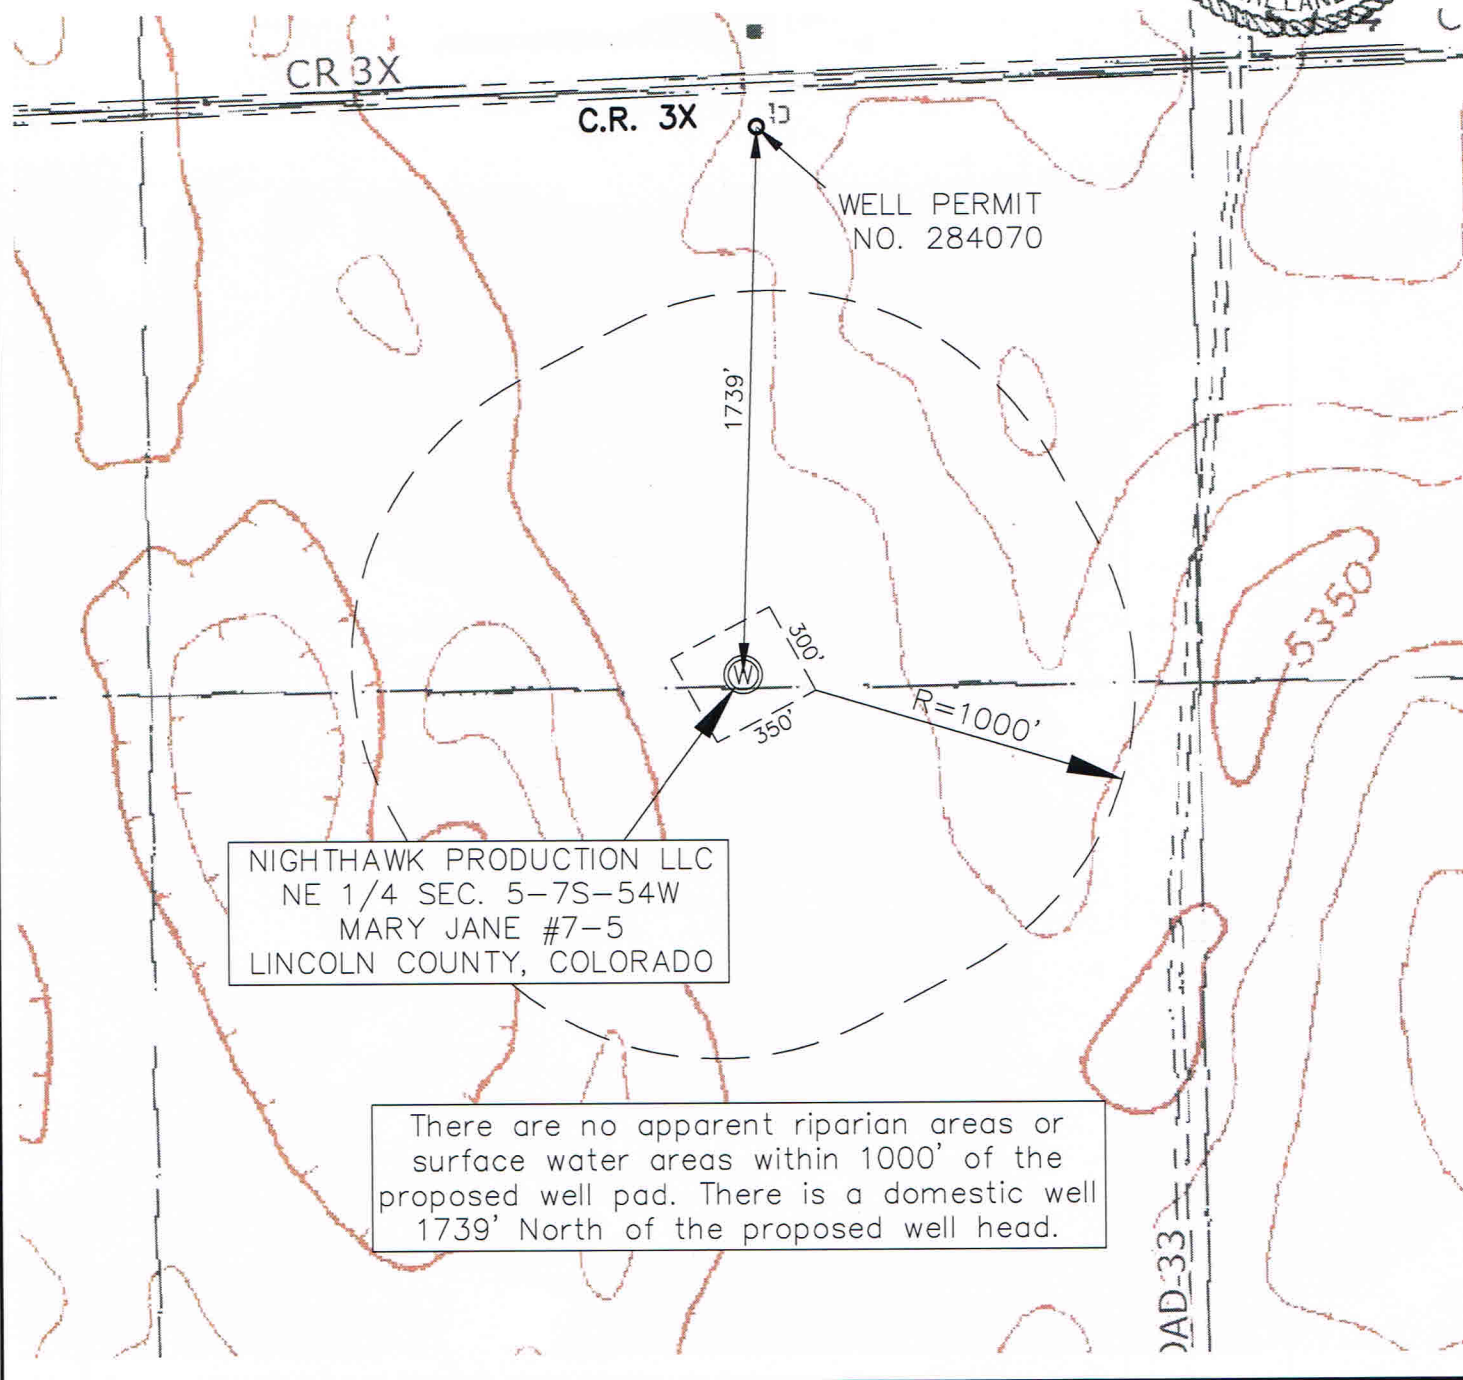 CR 3X
C.R. 3X
WELL PERMIT
NO. 284070
1739'
300'
W
350'
R=1000'
5350
NIGHTHAWK PRODUCTION LLC
NE 1/4 SEC. 5-7S-54W
MARY JANE #7-5
LINCOLN COUNTY, COLORADO
There are no apparent riparian areas or
surface water areas within 1000' of the
proposed well pad. There is a domestic well
1739' North of the proposed well head.
AD-33